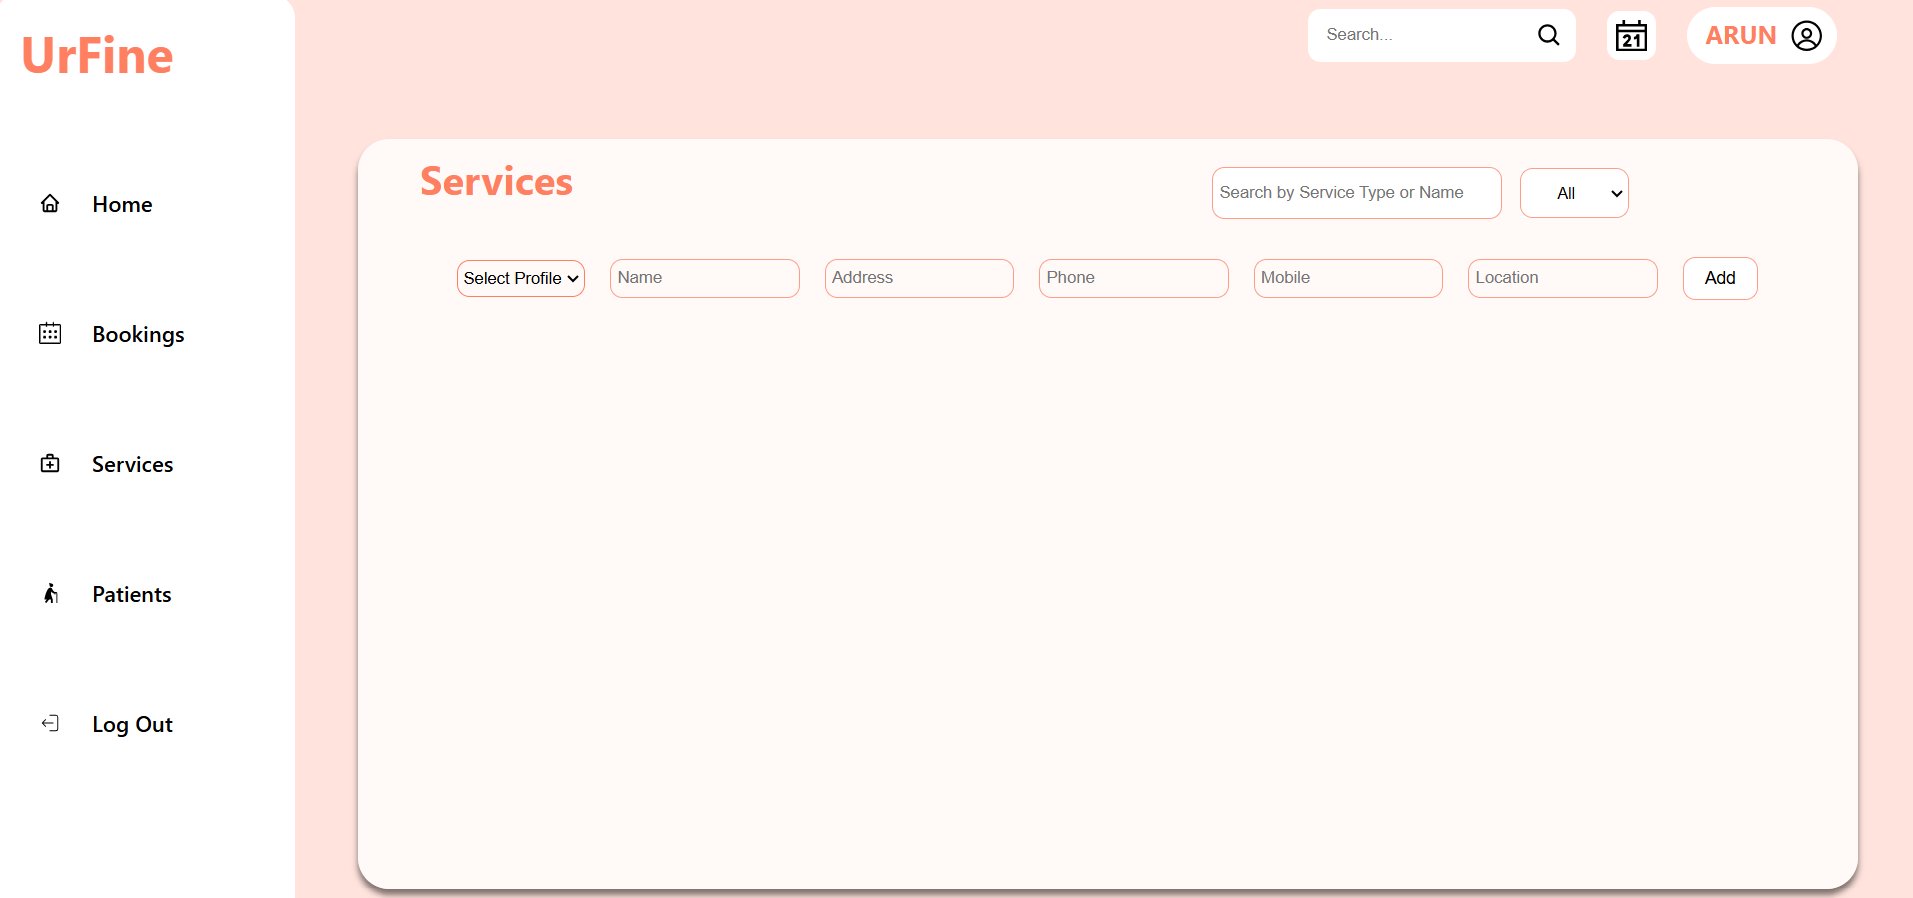 UrFine
Search...
21
ARUN
Home
Bookings
Services
Patients
Log Out
Services
Search by Service Type or Name
All
Select Profile
Name
Address
Phone
Mobile
Location
Add